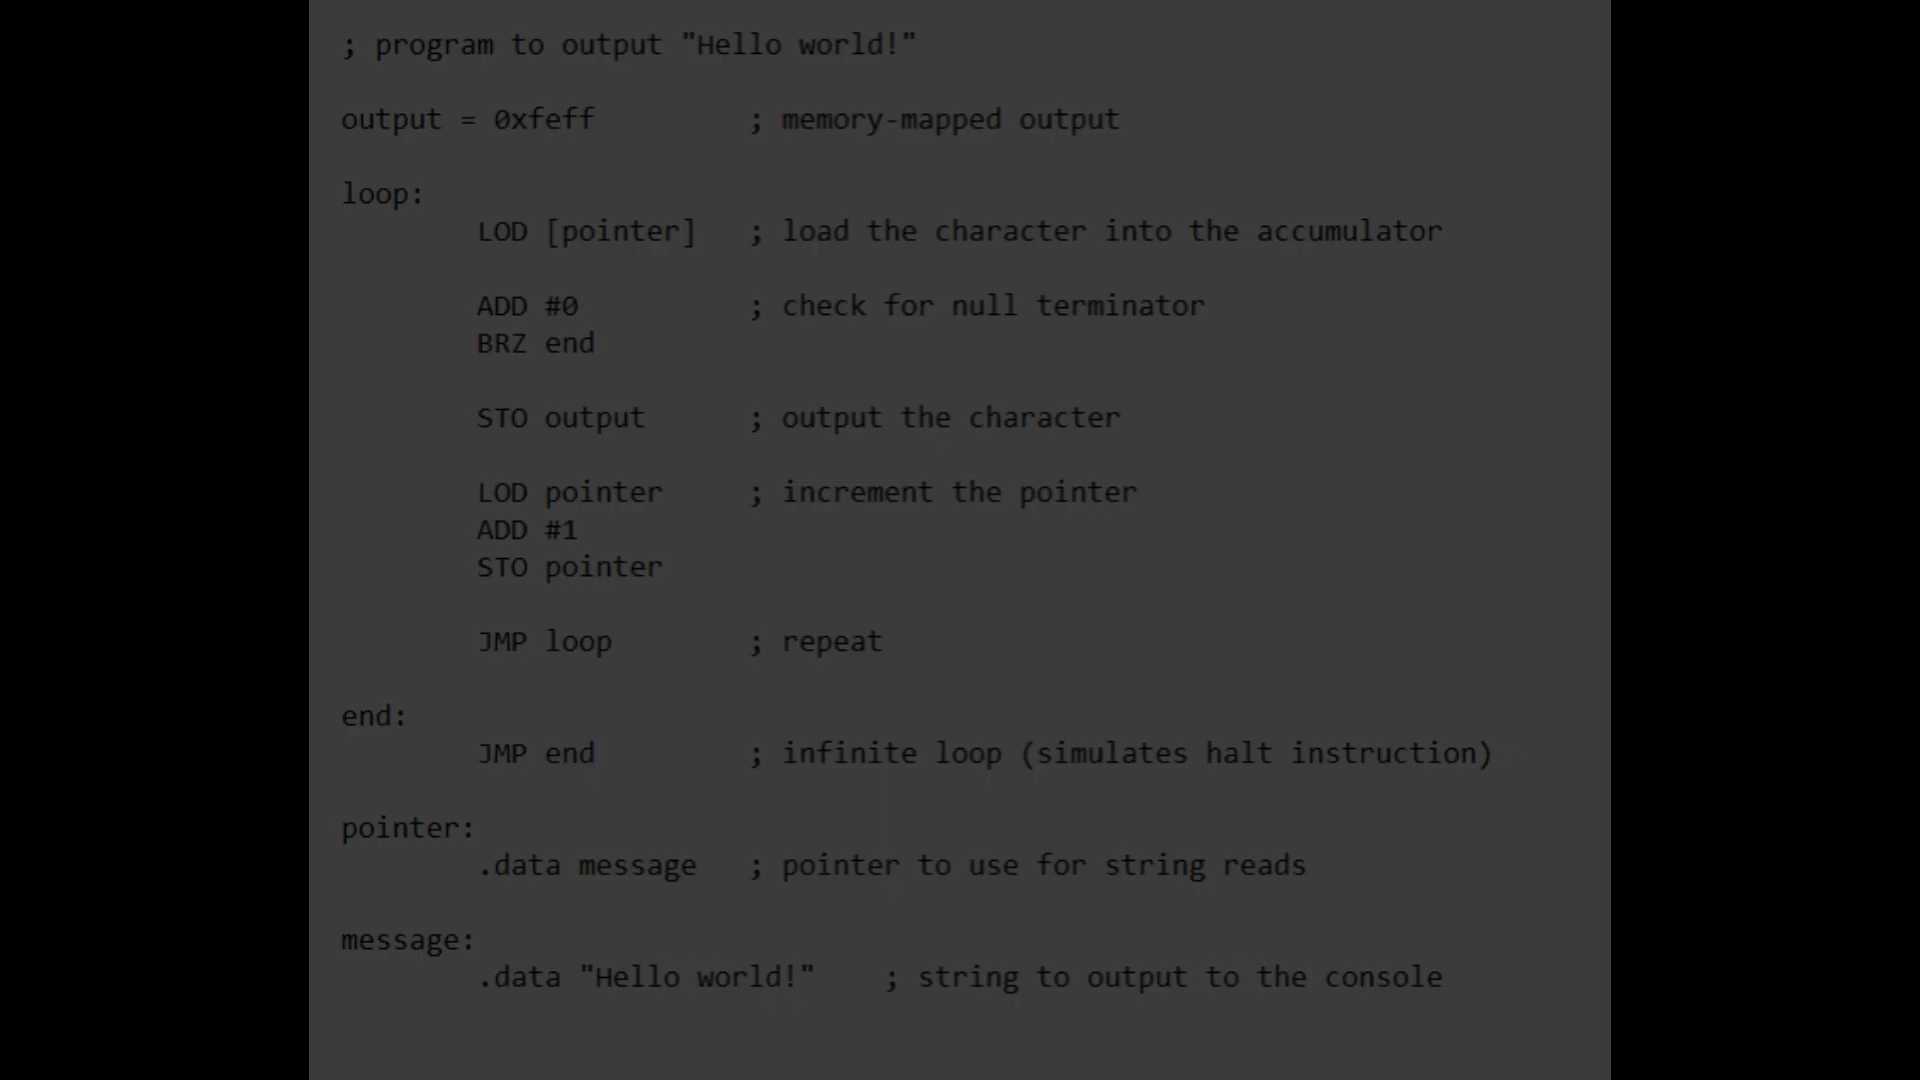 ; program to output "Hello world!"
output = 0xfeff ; memory-mapped output
loop:
LOD [pointer] ; load the character into the accumulator
ADD #0 ; check for null terminator
BRZ end
STO output ; output the character
LOD pointer ; increment the pointer
ADD #1
STO pointer
JMP loop ; repeat
end:
JMP end ; infinite loop (simulates halt instruction)
pointer:
.data message ; pointer to use for string reads
message:
.data "Hello world!" ; string to output to the console